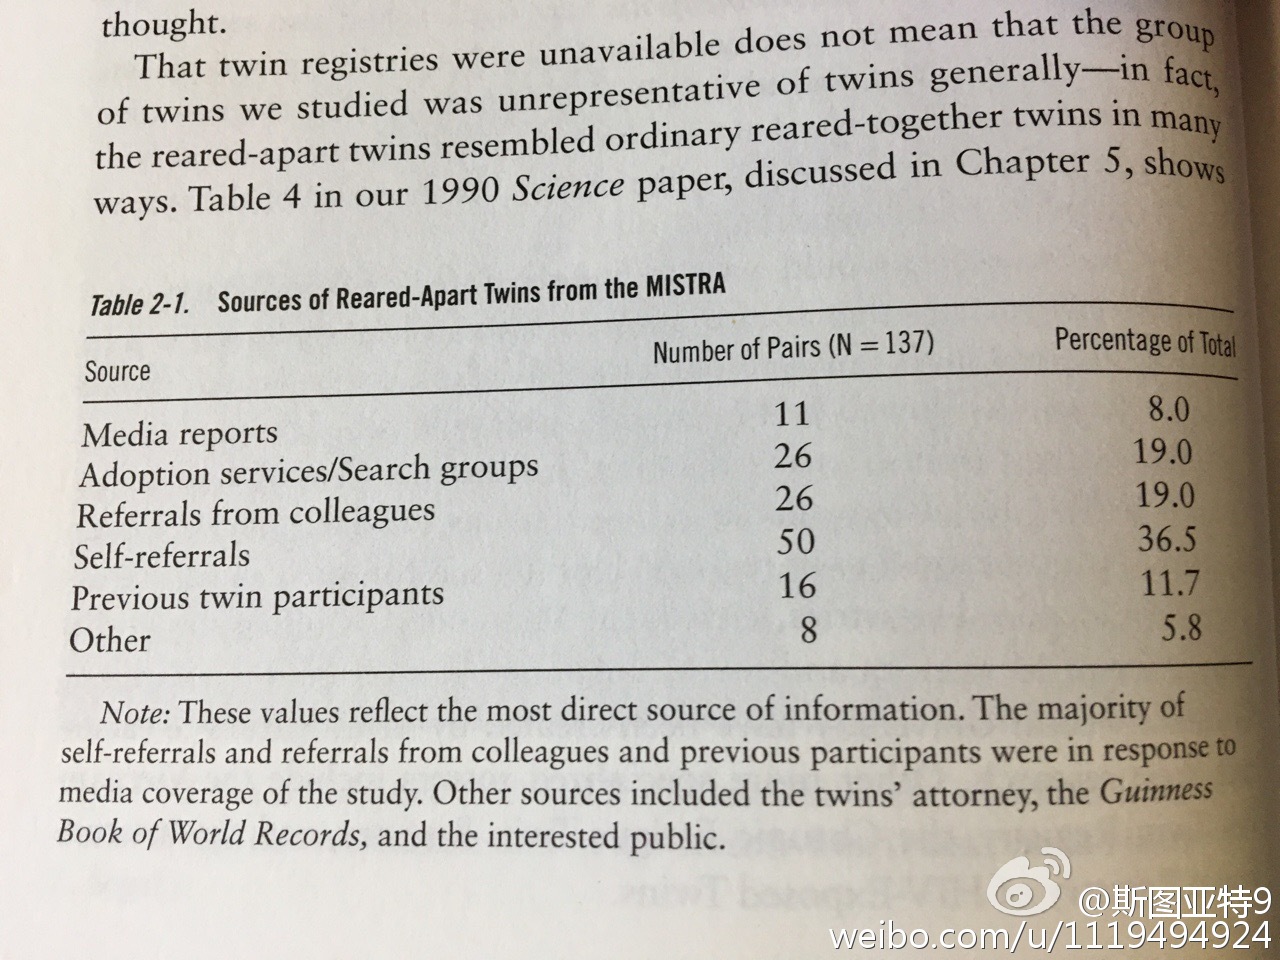 thought.
That twin registries were unavailable does not mean that the group
of twins we studied was unrepresentative of twins generally—in fact,
the reared-apart twins resembled ordinary reared-together twins in many
ways. Table 4 in our 1990 Science paper, discussed in Chapter 5, shows
Table 2-1. Sources of Reared-Apart Twins from the MISTRA
Source Number of Pairs (N = 137) Percentage of Total
Media reports 11 8.0
Adoption services/Search groups 26 19.0
Referrals from colleagues 26 19.0
Self-referrals 50 36.5
Previous twin participants 16 11.7
Other 8 5.8
Note: These values reflect the most direct source of information. The majority of
self-referrals and referrals from colleagues and previous participants were in response to
media coverage of the study. Other sources included the twins' attorney, the Guinness
Book of World Records, and the interested public.
@斯图亚特9
weibo.com/u/1119494924